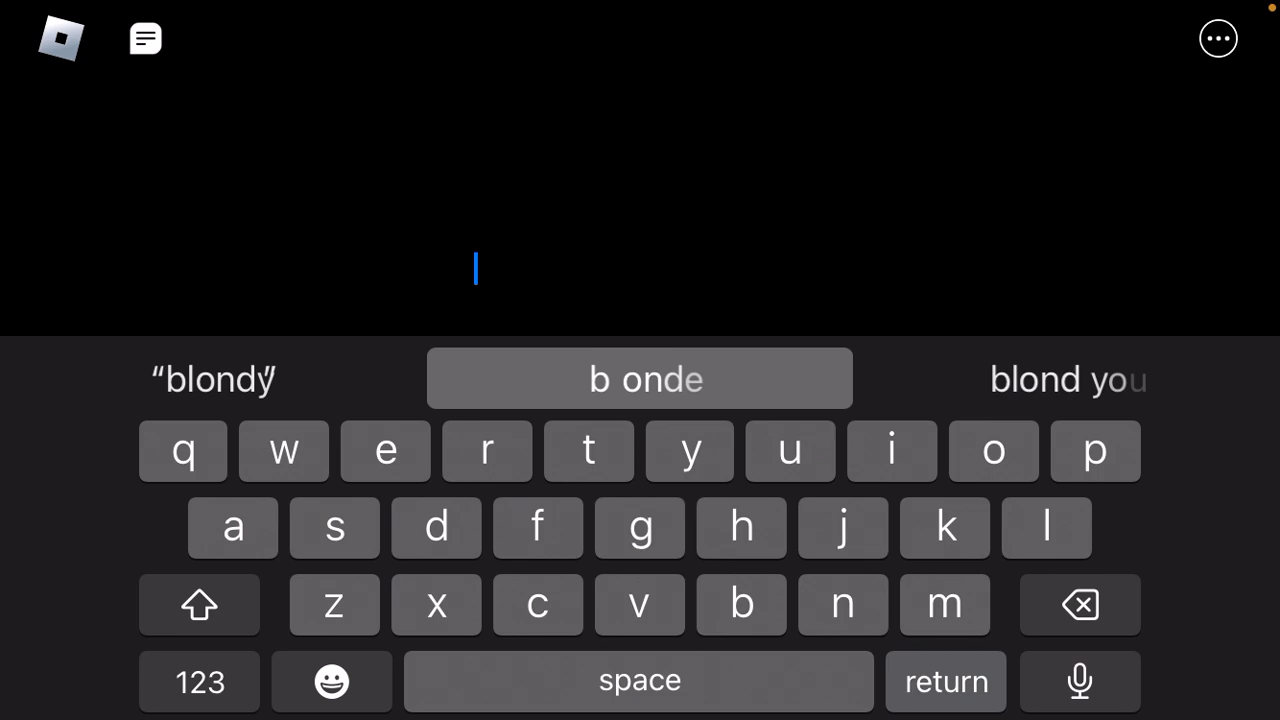 “blondy” b onde blond you
q w e r t y u i o p
a s d f g h j k l
z x c v b n m
123 space return